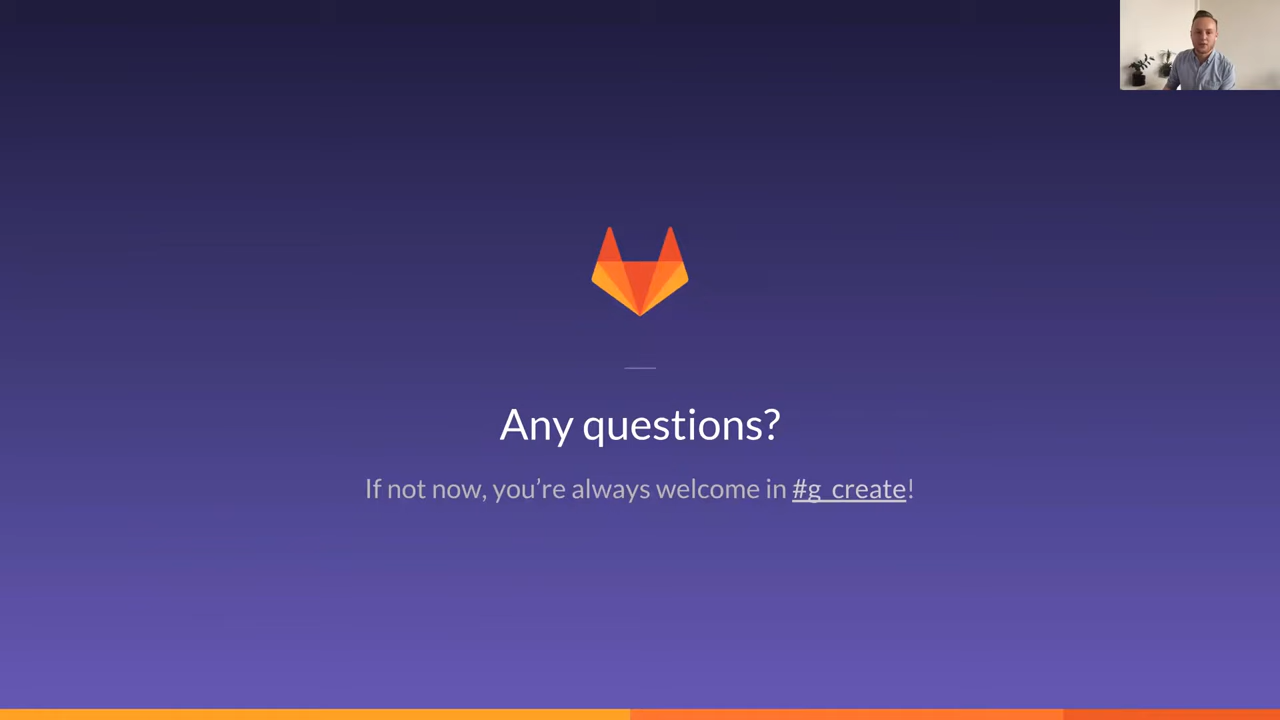 Any questions?
If not now, you’re always welcome in #g_create!